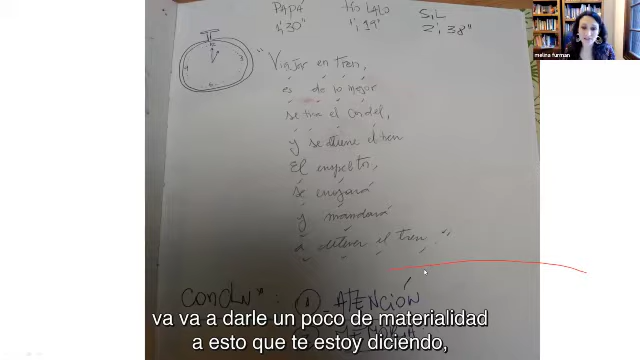 PAPÁ
1', 30"
TÍO LALO
1', 19"
SIL
2', 38"
"Viajar en tren,
es de lo mejor
se tira el cordel,
y se detiene el tren
El inspector,
se enojará
y mandará
a detener el tren."
1 ATENCIÓN
MEMORIA
va va a darle un poco de materialidad
a esto que te estoy diciendo,
melina furman